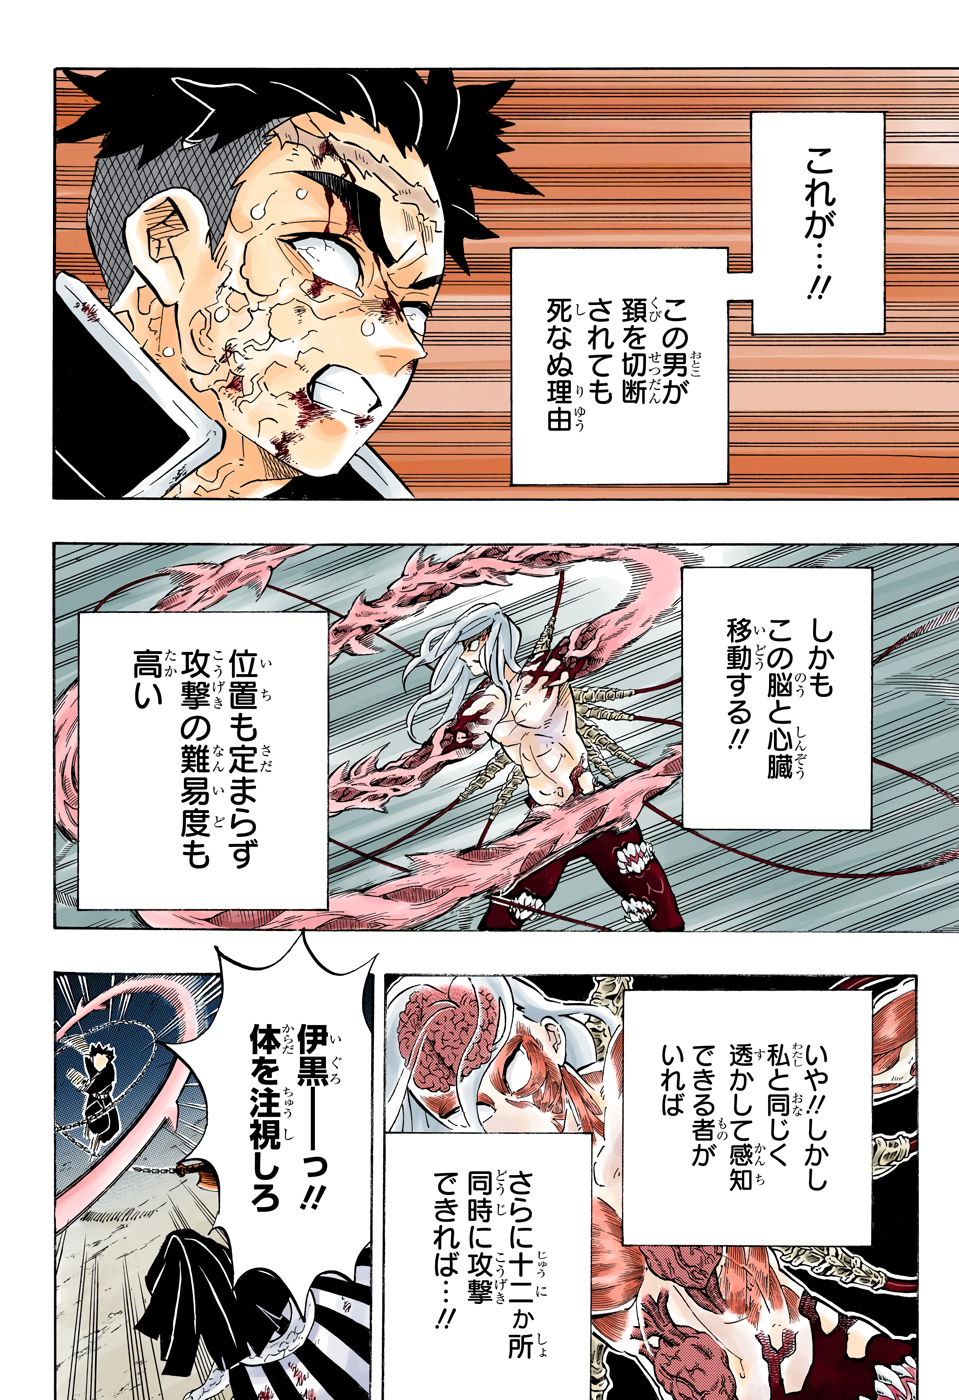 これが…!!
この男が
頚を切断
されても
死なぬ理由
しかも
この脳と心臓
移動する!!
位置も定まらず
攻撃の難易度も
高い
いや!!しかし
私と同じく
透かして感知
できる者が
いれば
さらに十二か所
同時に攻撃
できれば…!!
伊黒――っ!!
体を注視しろ